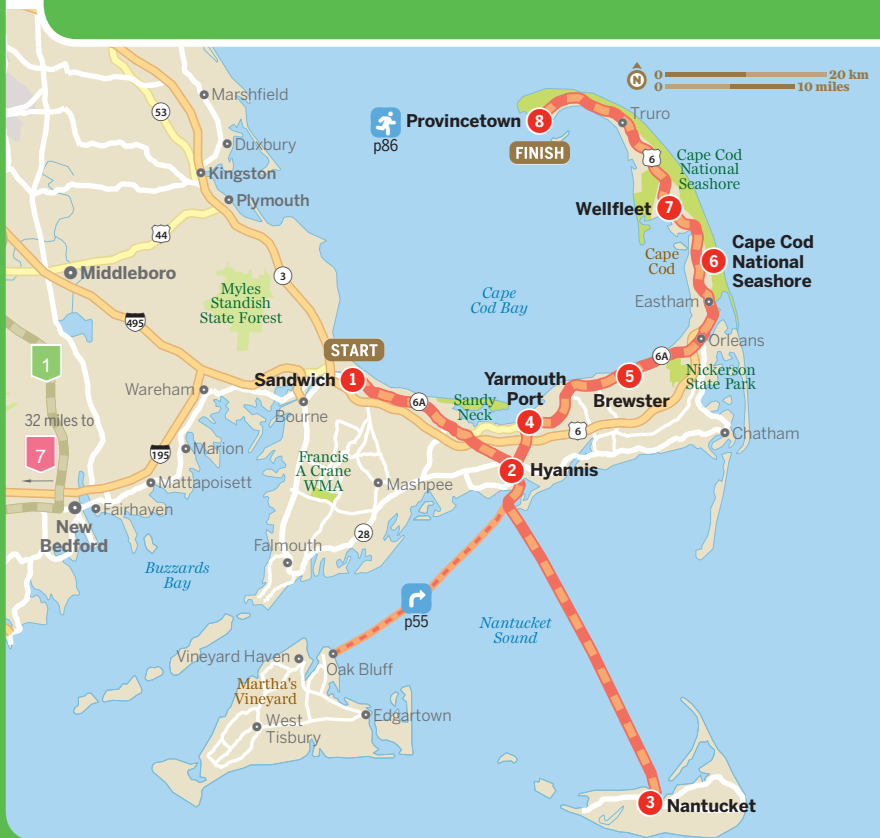 Marshfield
53
Duxbury
Kingston
Plymouth
44
Middleboro
3
Myles
Standish
State Forest
495
1
32 miles to
7
Wareham
Bourne
195
Marion
Mattapoisett
Fairhaven
New
Bedford
Buzzards
Bay
START
Sandwich
1
6A
Sandy
Neck
Francis
A Crane
WMA
Mashpee
28
Falmouth
p86
Provincetown
8
FINISH
N
0
20 km
0
10 miles
Truro
6
Cape Cod
National
Seashore
Wellfleet
7
Cape
Cod
6
Cape Cod
National
Seashore
Cape
Cod Bay
Eastham
Orleans
6A
Nickerson
State Park
5
Brewster
Yarmouth
Port
4
6
Chatham
2
Hyannis
p55
Nantucket
Sound
Vineyard Haven
Oak Bluff
Martha's
Vineyard
Edgartown
West
Tisbury
3
Nantucket